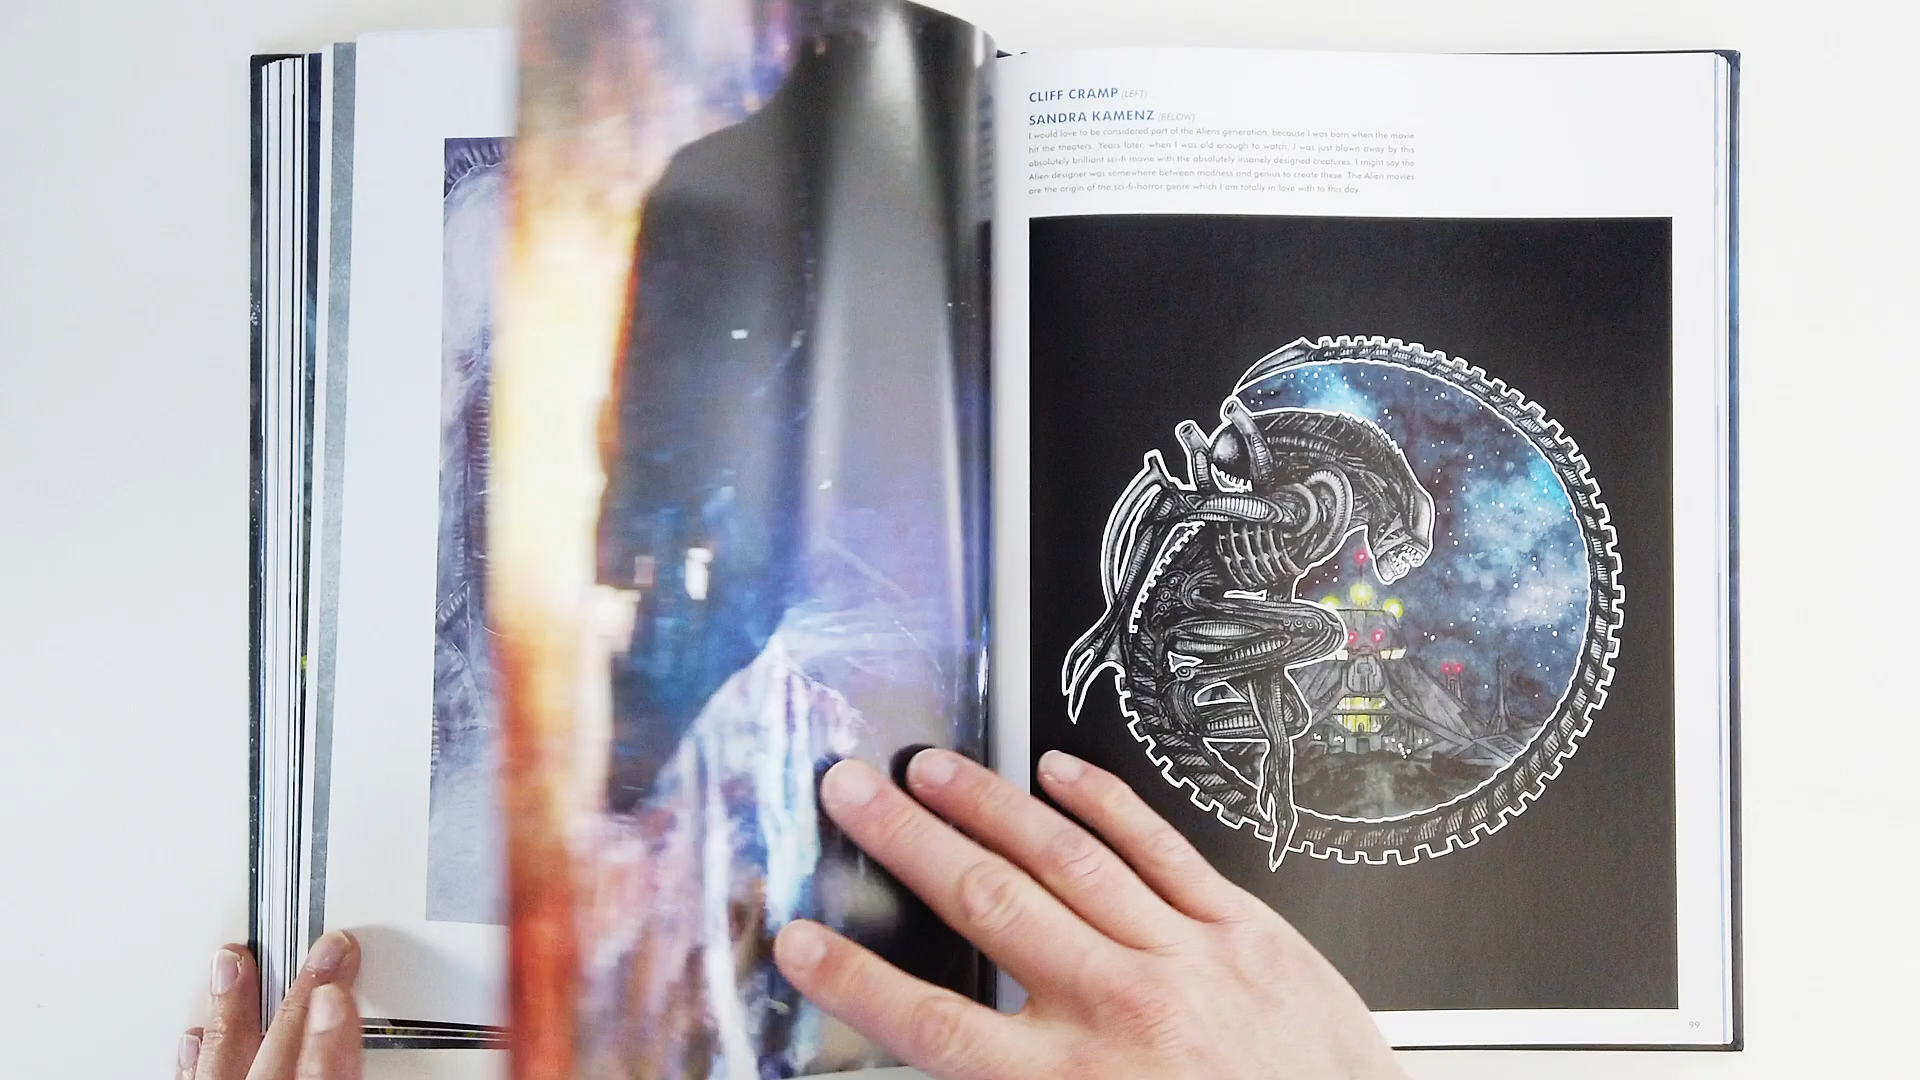 CLIFF CRAMP (LEFT)
SANDRA KAMENZ (BELOW)
I would love to be considered part of the Aliens generation, because I was born when the movie
hit the theaters. Years later, when I was old enough to watch, I was just blown away by this
absolutely brilliant sci-fi movie with the absolutely insanely designed creatures. I might say the
Alien designer was somewhere between madness and genius to create these. The Alien movies
are the origin of the sci-fi-horror genre which I am totally in love with to this day.
99